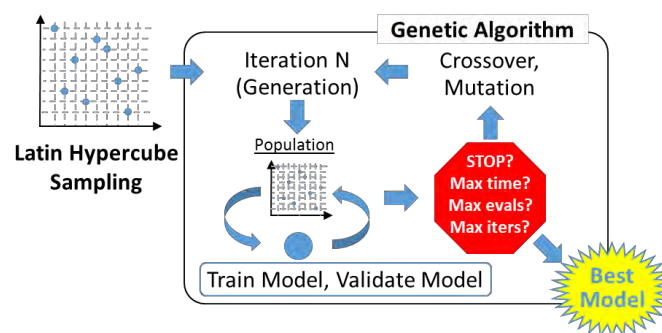 Genetic Algorithm
Iteration N
(Generation)
Crossover,
Mutation
Latin Hypercube
Sampling
Population
STOP?
Max time?
Max evals?
Max iters?
Train Model, Validate Model
Best
Model